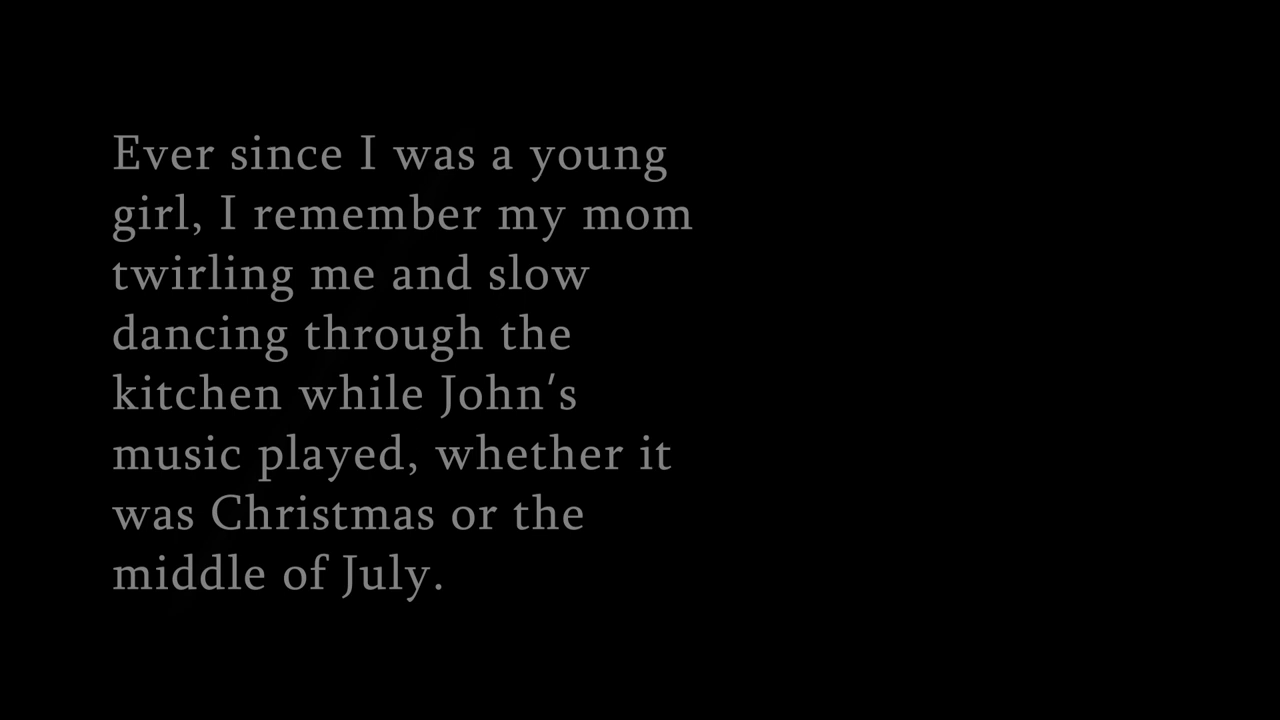 Ever since I was a young
girl, I remember my mom
twirling me and slow
dancing through the
kitchen while John's
music played, whether it
was Christmas or the
middle of July.